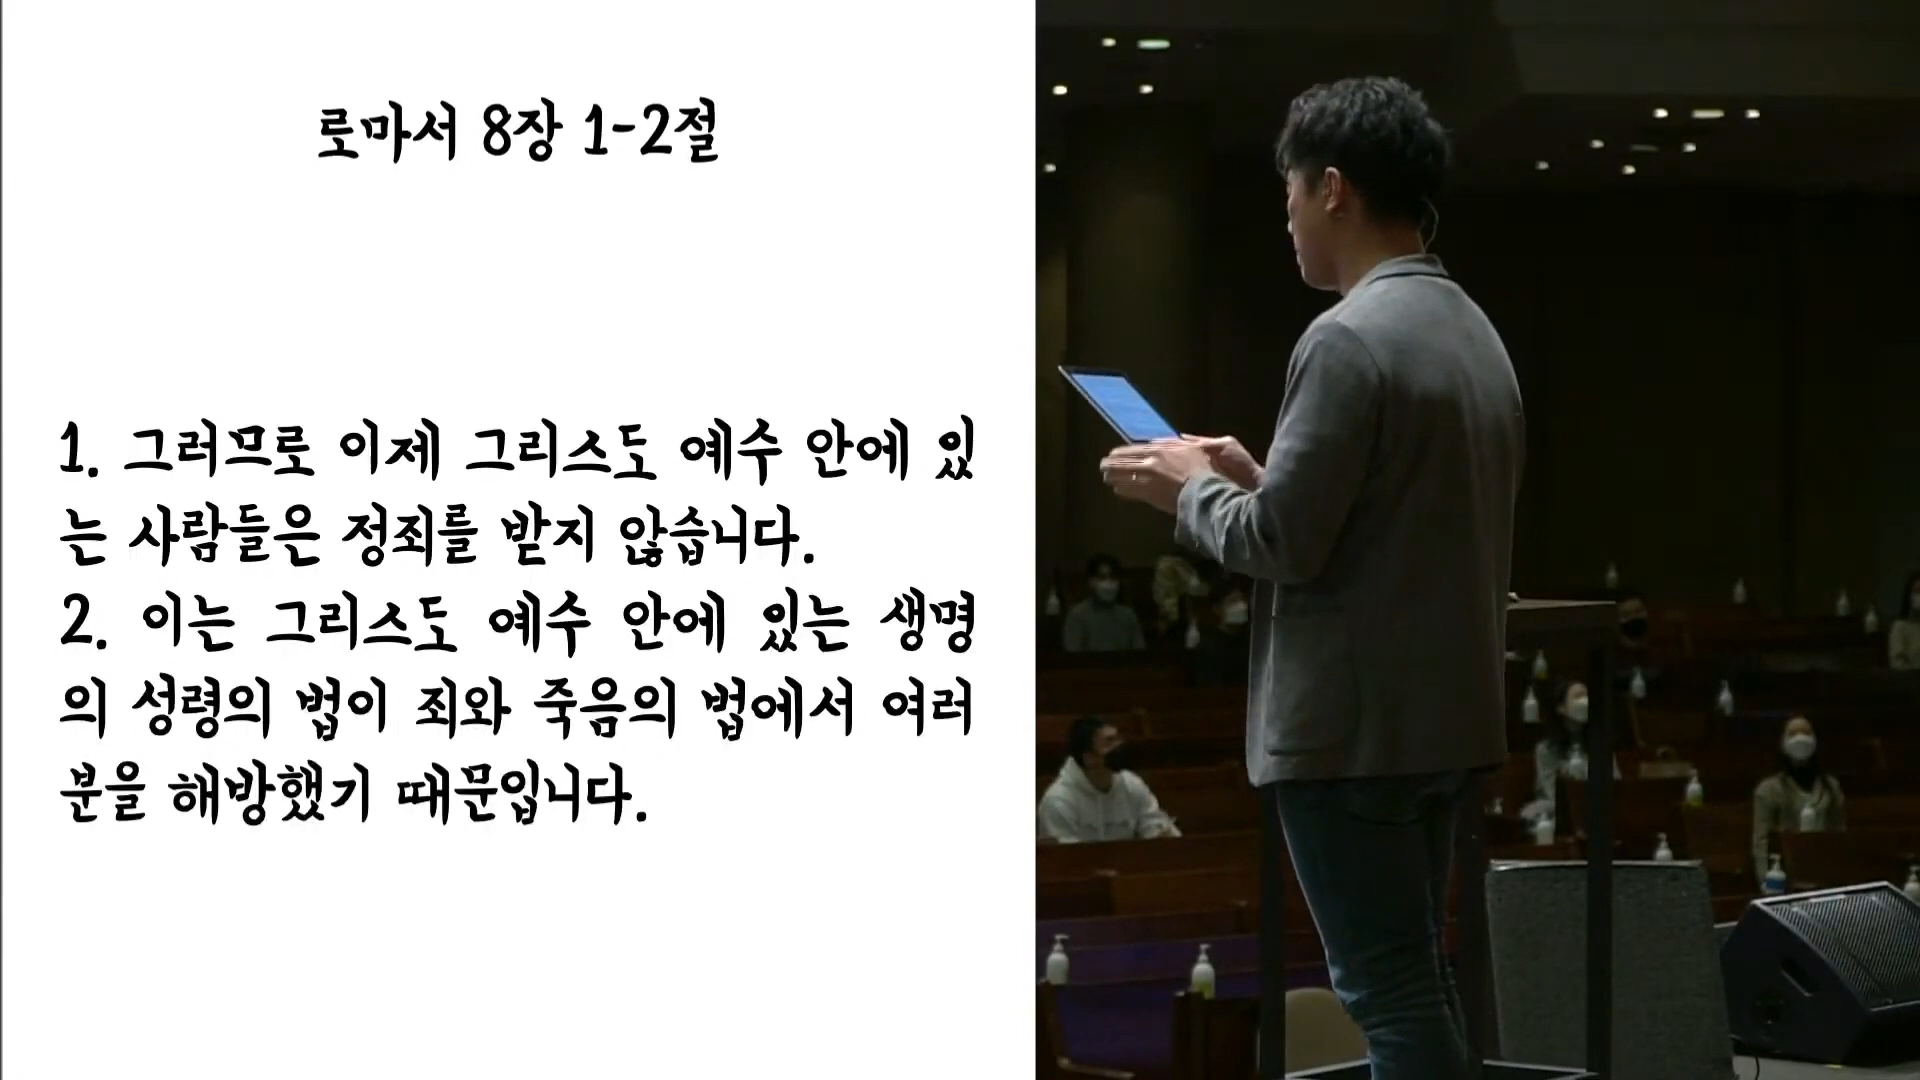 로마서 8장 1-2절
1. 그러므로 이제 그리스도 예수 안에 있
는 사람들은 정죄를 받지 않습니다.
2. 이는 그리스도 예수 안에 있는 생명
의 성령의 법이 죄와 죽음의 법에서 여러
분을 해방했기 때문입니다.